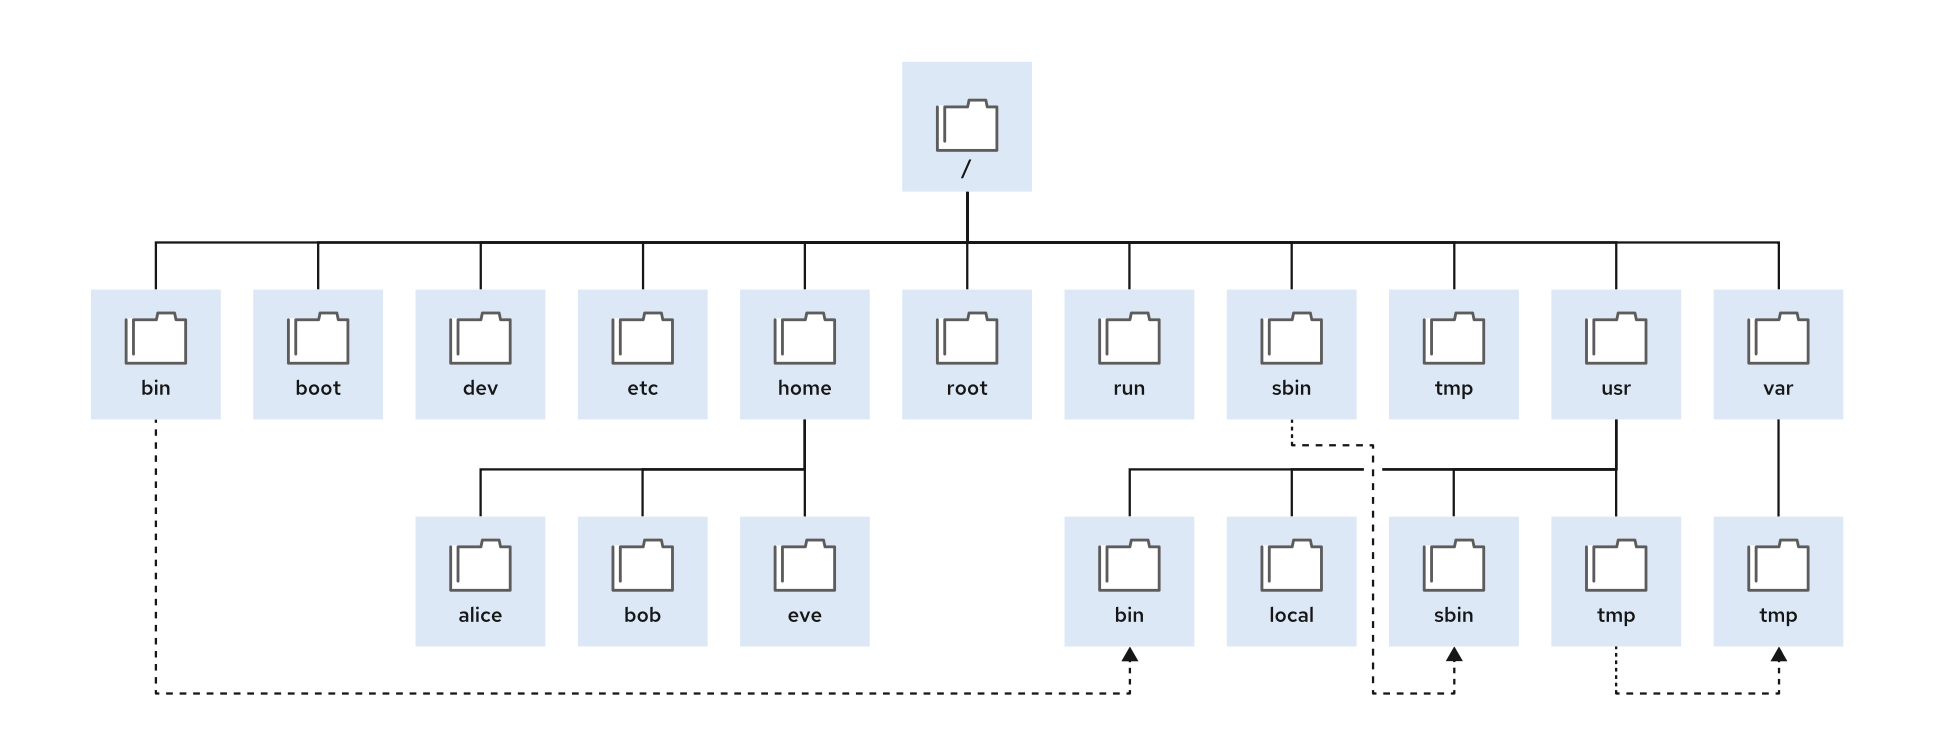 /
bin
boot
dev
etc
home
root
run
sbin
tmp
usr
var
alice
bob
eve
bin
local
sbin
tmp
tmp